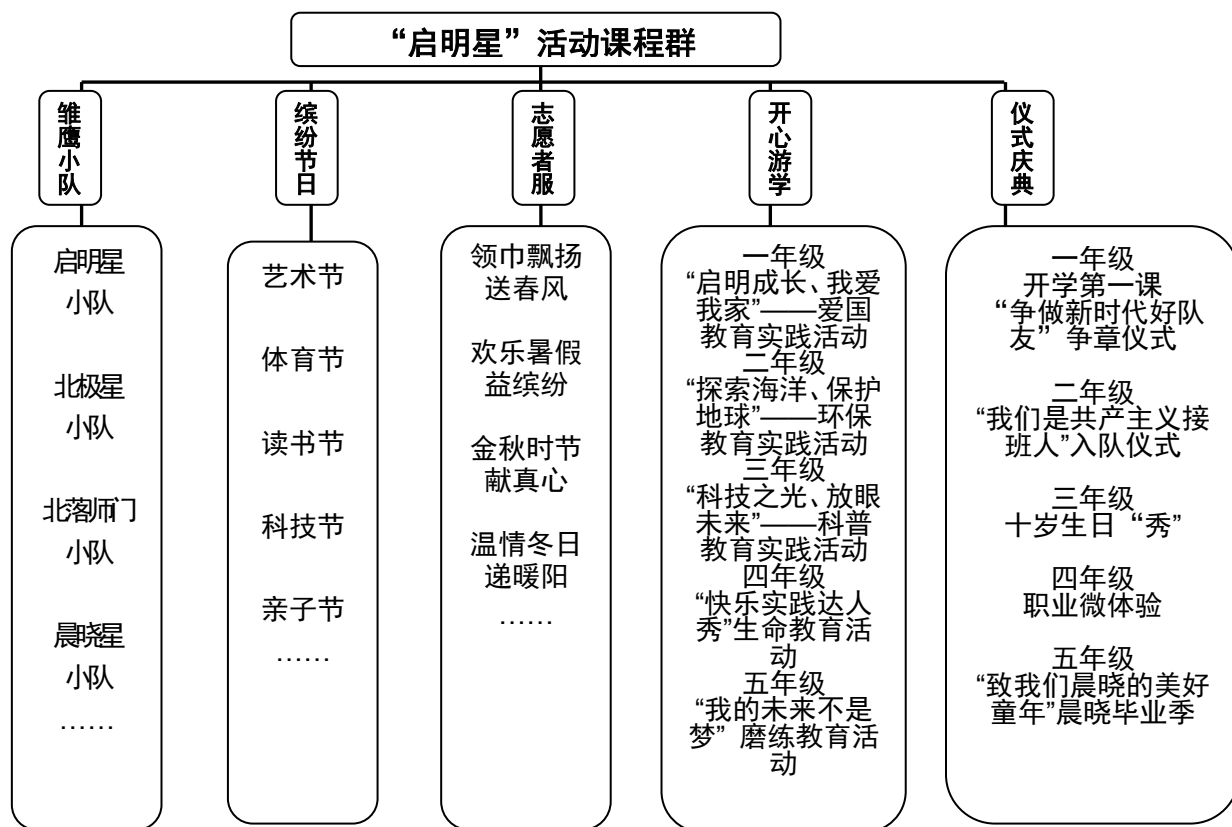 “启明星”活动课程群
雏鹰小队
缤纷节日
志愿者服
开心游学
仪式庆典
启明星
小队
北极星
小队
北落师门
小队
晨晓星
小队
……
艺术节
体育节
读书节
科技节
亲子节
……
领巾飘扬
送春风
欢乐暑假
益缤纷
金秋时节
献真心
温情冬日
递暖阳
……
一年级
“启明成长、我爱
我家”——爱国
教育实践活动
二年级
“探索海洋、保护
地球”——环保
教育实践活动
三年级
“科技之光、放眼
未来”——科普
教育实践活动
四年级
“快乐实践达人
秀”生命教育活
动
五年级
“我的未来不是
梦” 磨练教育活
动
一年级
开学第一课
“争做新时代好队
友” 争章仪式
二年级
“我们是共产主义接
班人”入队仪式
三年级
十岁生日“秀”
四年级
职业微体验
五年级
“致我们晨晓的美好
童年”晨晓毕业季